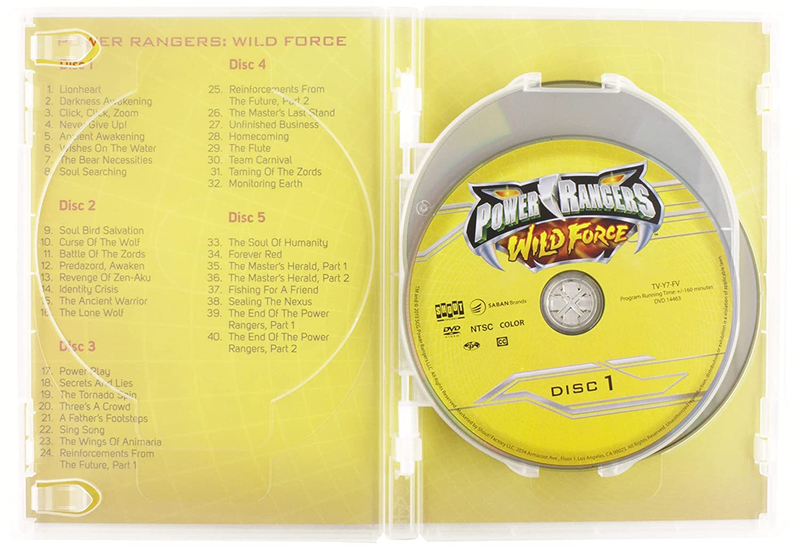 POWER RANGERS: WILD FORCE
Disc 1
1. Lionheart
2. Darkness Awakening
3. Click, Click, Zoom
4. Never Give Up!
5. Ancient Awakening
6. Wishes On The Water
7. The Bear Necessities
8. Soul Searching
Disc 2
9. Soul Bird Salvation
10. Curse Of The Wolf
11. Battle Of The Zords
12. Predazord, Awaken
13. Revenge Of Zen-Aku
14. Identity Crisis
15. The Ancient Warrior
16. The Lone Wolf
Disc 3
17. Power Play
18. Secrets And Lies
19. The Tornado Spin
20. Three's A Crowd
21. A Father's Footsteps
22. Sing Song
23. The Wings Of Animaria
24. Reinforcements From
The Future, Part 1
Disc 4
25. Reinforcements From
The Future, Part 2
26. The Master's Last Stand
27. Unfinished Business
28. Homecoming
29. The Flute
30. Team Carnival
31. Taming Of The Zords
32. Monitoring Earth
Disc 5
33. The Soul Of Humanity
34. Forever Red
35. The Master's Herald, Part 1
36. The Master's Herald, Part 2
37. Fishing For A Friend
38. Sealing The Nexus
39. The End Of The Power
Rangers, Part 1
40. The End Of The Power
Rangers, Part 2
POWER RANGERS
WILD FORCE
TV-Y7-FV
Program Running Time: +/-160 minutes
DVD 14463
SHOUT!
SABAN Brands
DVD
VIDEO
NTSC COLOR
CC
DISC 1